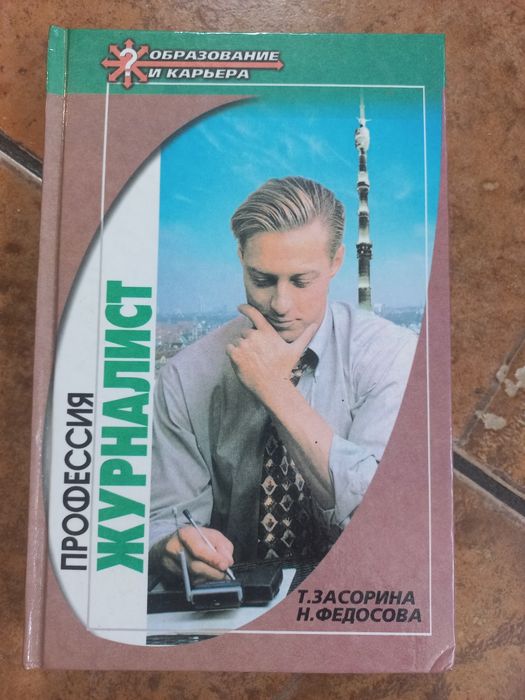 ? ОБРАЗОВАНИЕ
И КАРЬЕРА
ПРОФЕССИЯ
ЖУРНАЛИСТ
Т.ЗАСОРИНА
Н.ФЕДОСОВА